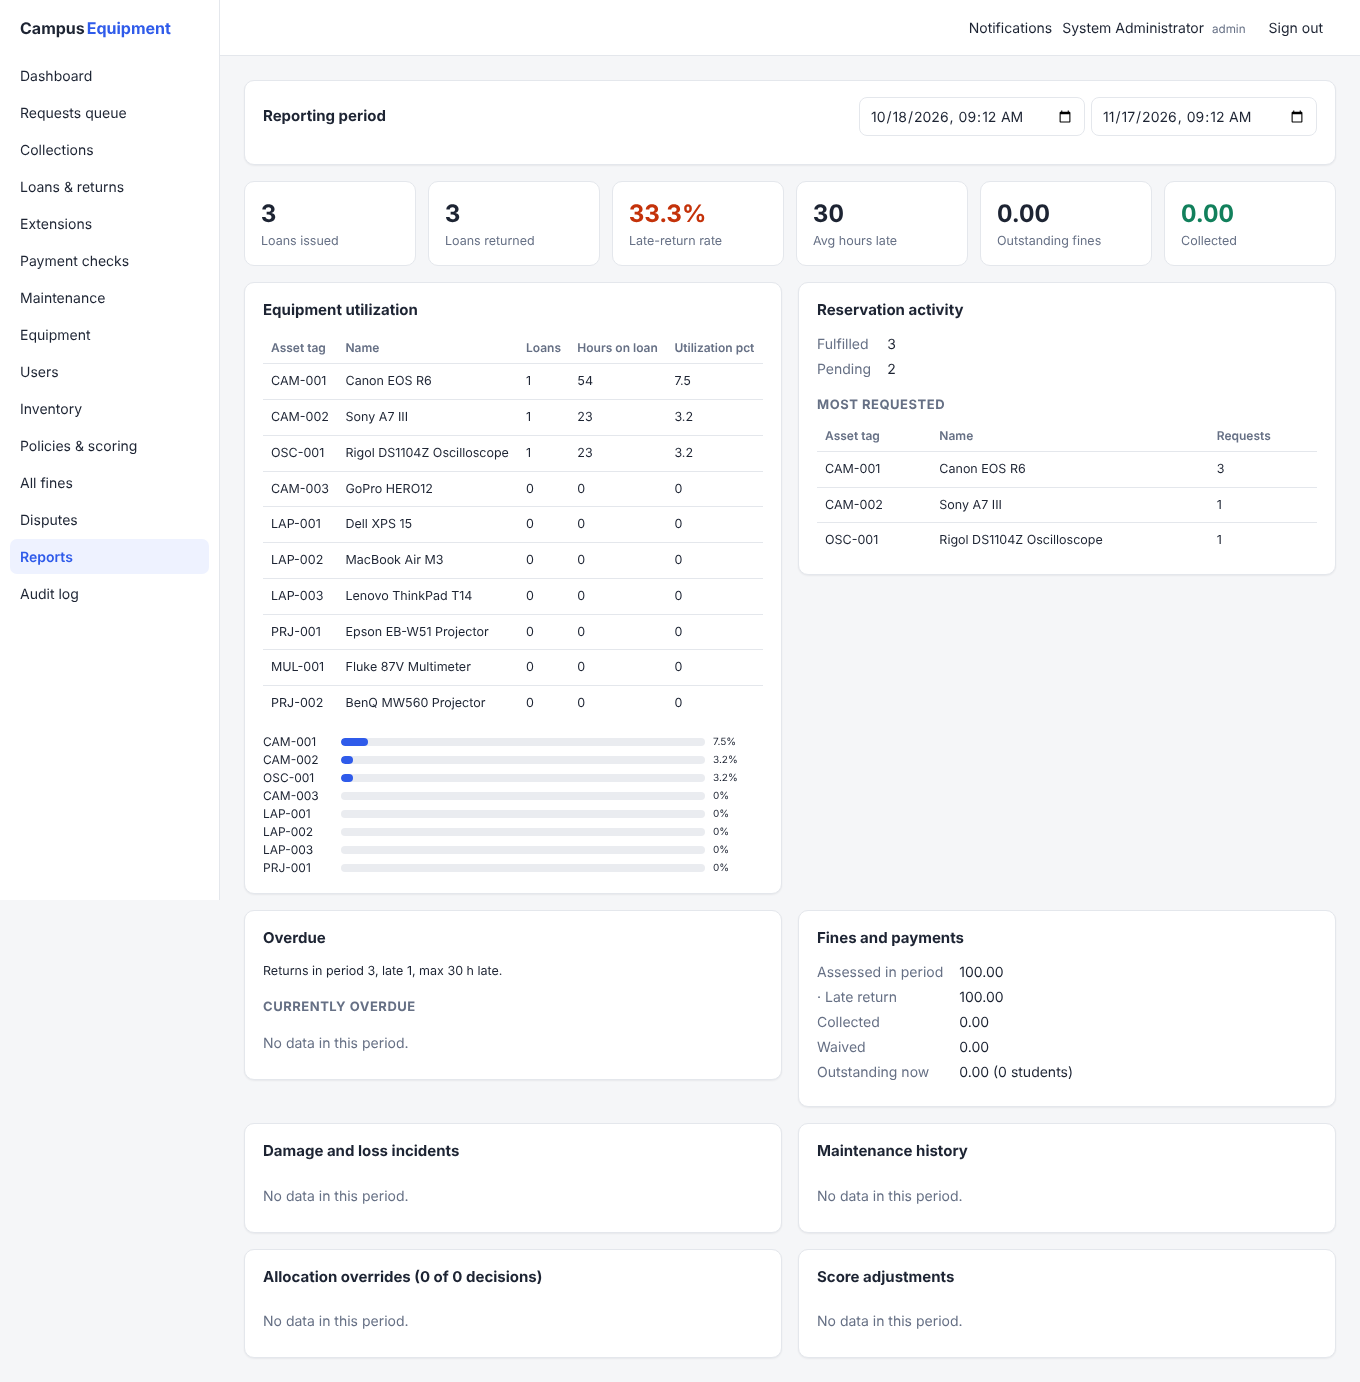 CampusEquipment
Notifications System Administrator admin Sign out
Dashboard
Requests queue
Collections
Loans & returns
Extensions
Payment checks
Maintenance
Equipment
Users
Inventory
Policies & scoring
All fines
Disputes
Reports
Audit log
Reporting period
10/18/2026, 09:12 AM 11/17/2026, 09:12 AM
3
Loans issued
3
Loans returned
33.3%
Late-return rate
30
Avg hours late
0.00
Outstanding fines
0.00
Collected
Equipment utilization
Asset tag Name Loans Hours on loan Utilization pct
CAM-001 Canon EOS R6 1 54 7.5
CAM-002 Sony A7 III 1 23 3.2
OSC-001 Rigol DS1104Z Oscilloscope 1 23 3.2
CAM-003 GoPro HERO12 0 0 0
LAP-001 Dell XPS 15 0 0 0
LAP-002 MacBook Air M3 0 0 0
LAP-003 Lenovo ThinkPad T14 0 0 0
PRJ-001 Epson EB-W51 Projector 0 0 0
MUL-001 Fluke 87V Multimeter 0 0 0
PRJ-002 BenQ MW560 Projector 0 0 0
CAM-001 7.5%
CAM-002 3.2%
OSC-001 3.2%
CAM-003 0%
LAP-001 0%
LAP-002 0%
LAP-003 0%
PRJ-001 0%
Reservation activity
Fulfilled 3
Pending 2
MOST REQUESTED
Asset tag Name Requests
CAM-001 Canon EOS R6 3
CAM-002 Sony A7 III 1
OSC-001 Rigol DS1104Z Oscilloscope 1
Overdue
Returns in period 3, late 1, max 30 h late.
CURRENTLY OVERDUE
No data in this period.
Fines and payments
Assessed in period 100.00
· Late return 100.00
Collected 0.00
Waived 0.00
Outstanding now 0.00 (0 students)
Damage and loss incidents
No data in this period.
Maintenance history
No data in this period.
Allocation overrides (0 of 0 decisions)
No data in this period.
Score adjustments
No data in this period.